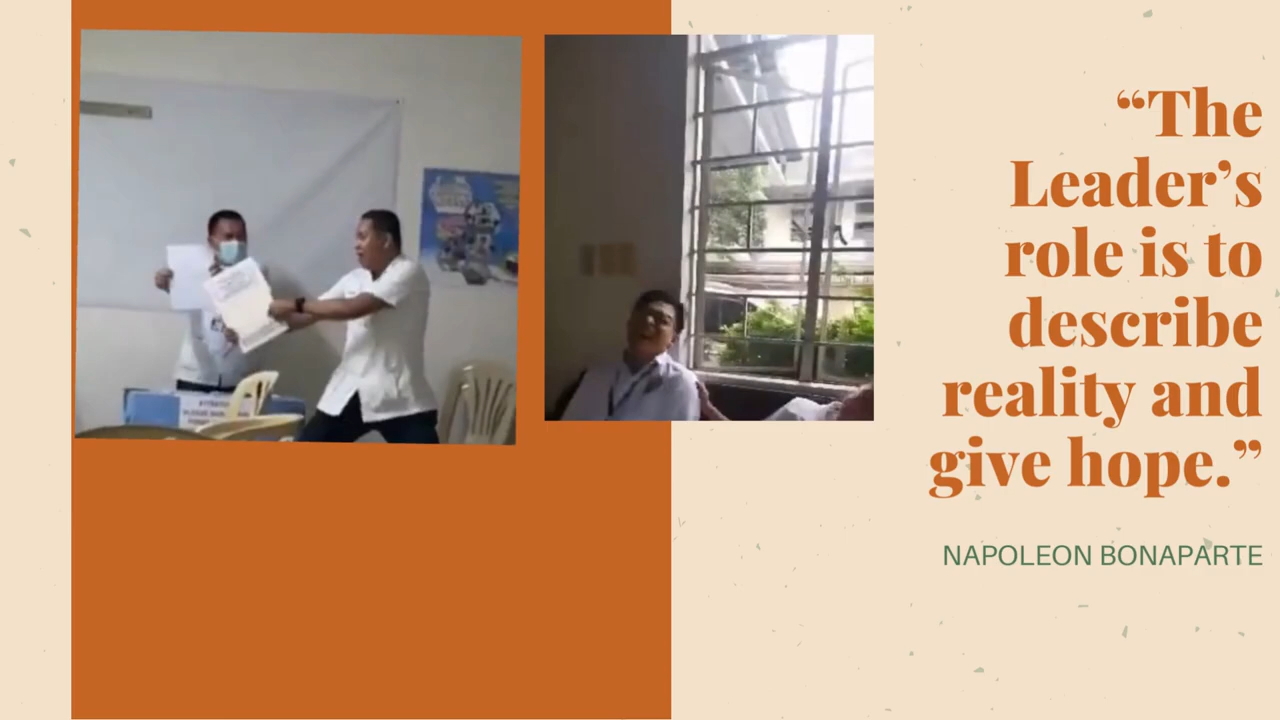 “The
Leader’s
role is to
describe
reality and
give hope.”
NAPOLEON BONAPARTE